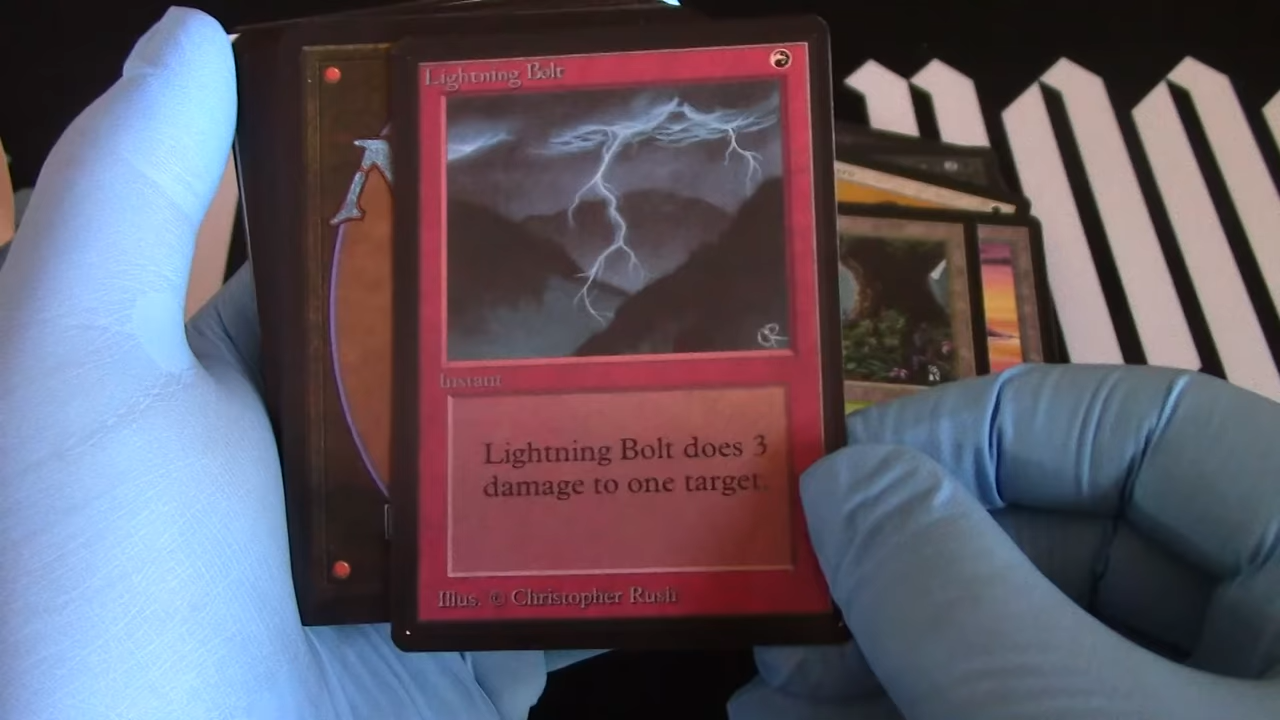 Lightning Bolt
Instant
Lightning Bolt does 3
damage to one target.
Illus. © Christopher Rush